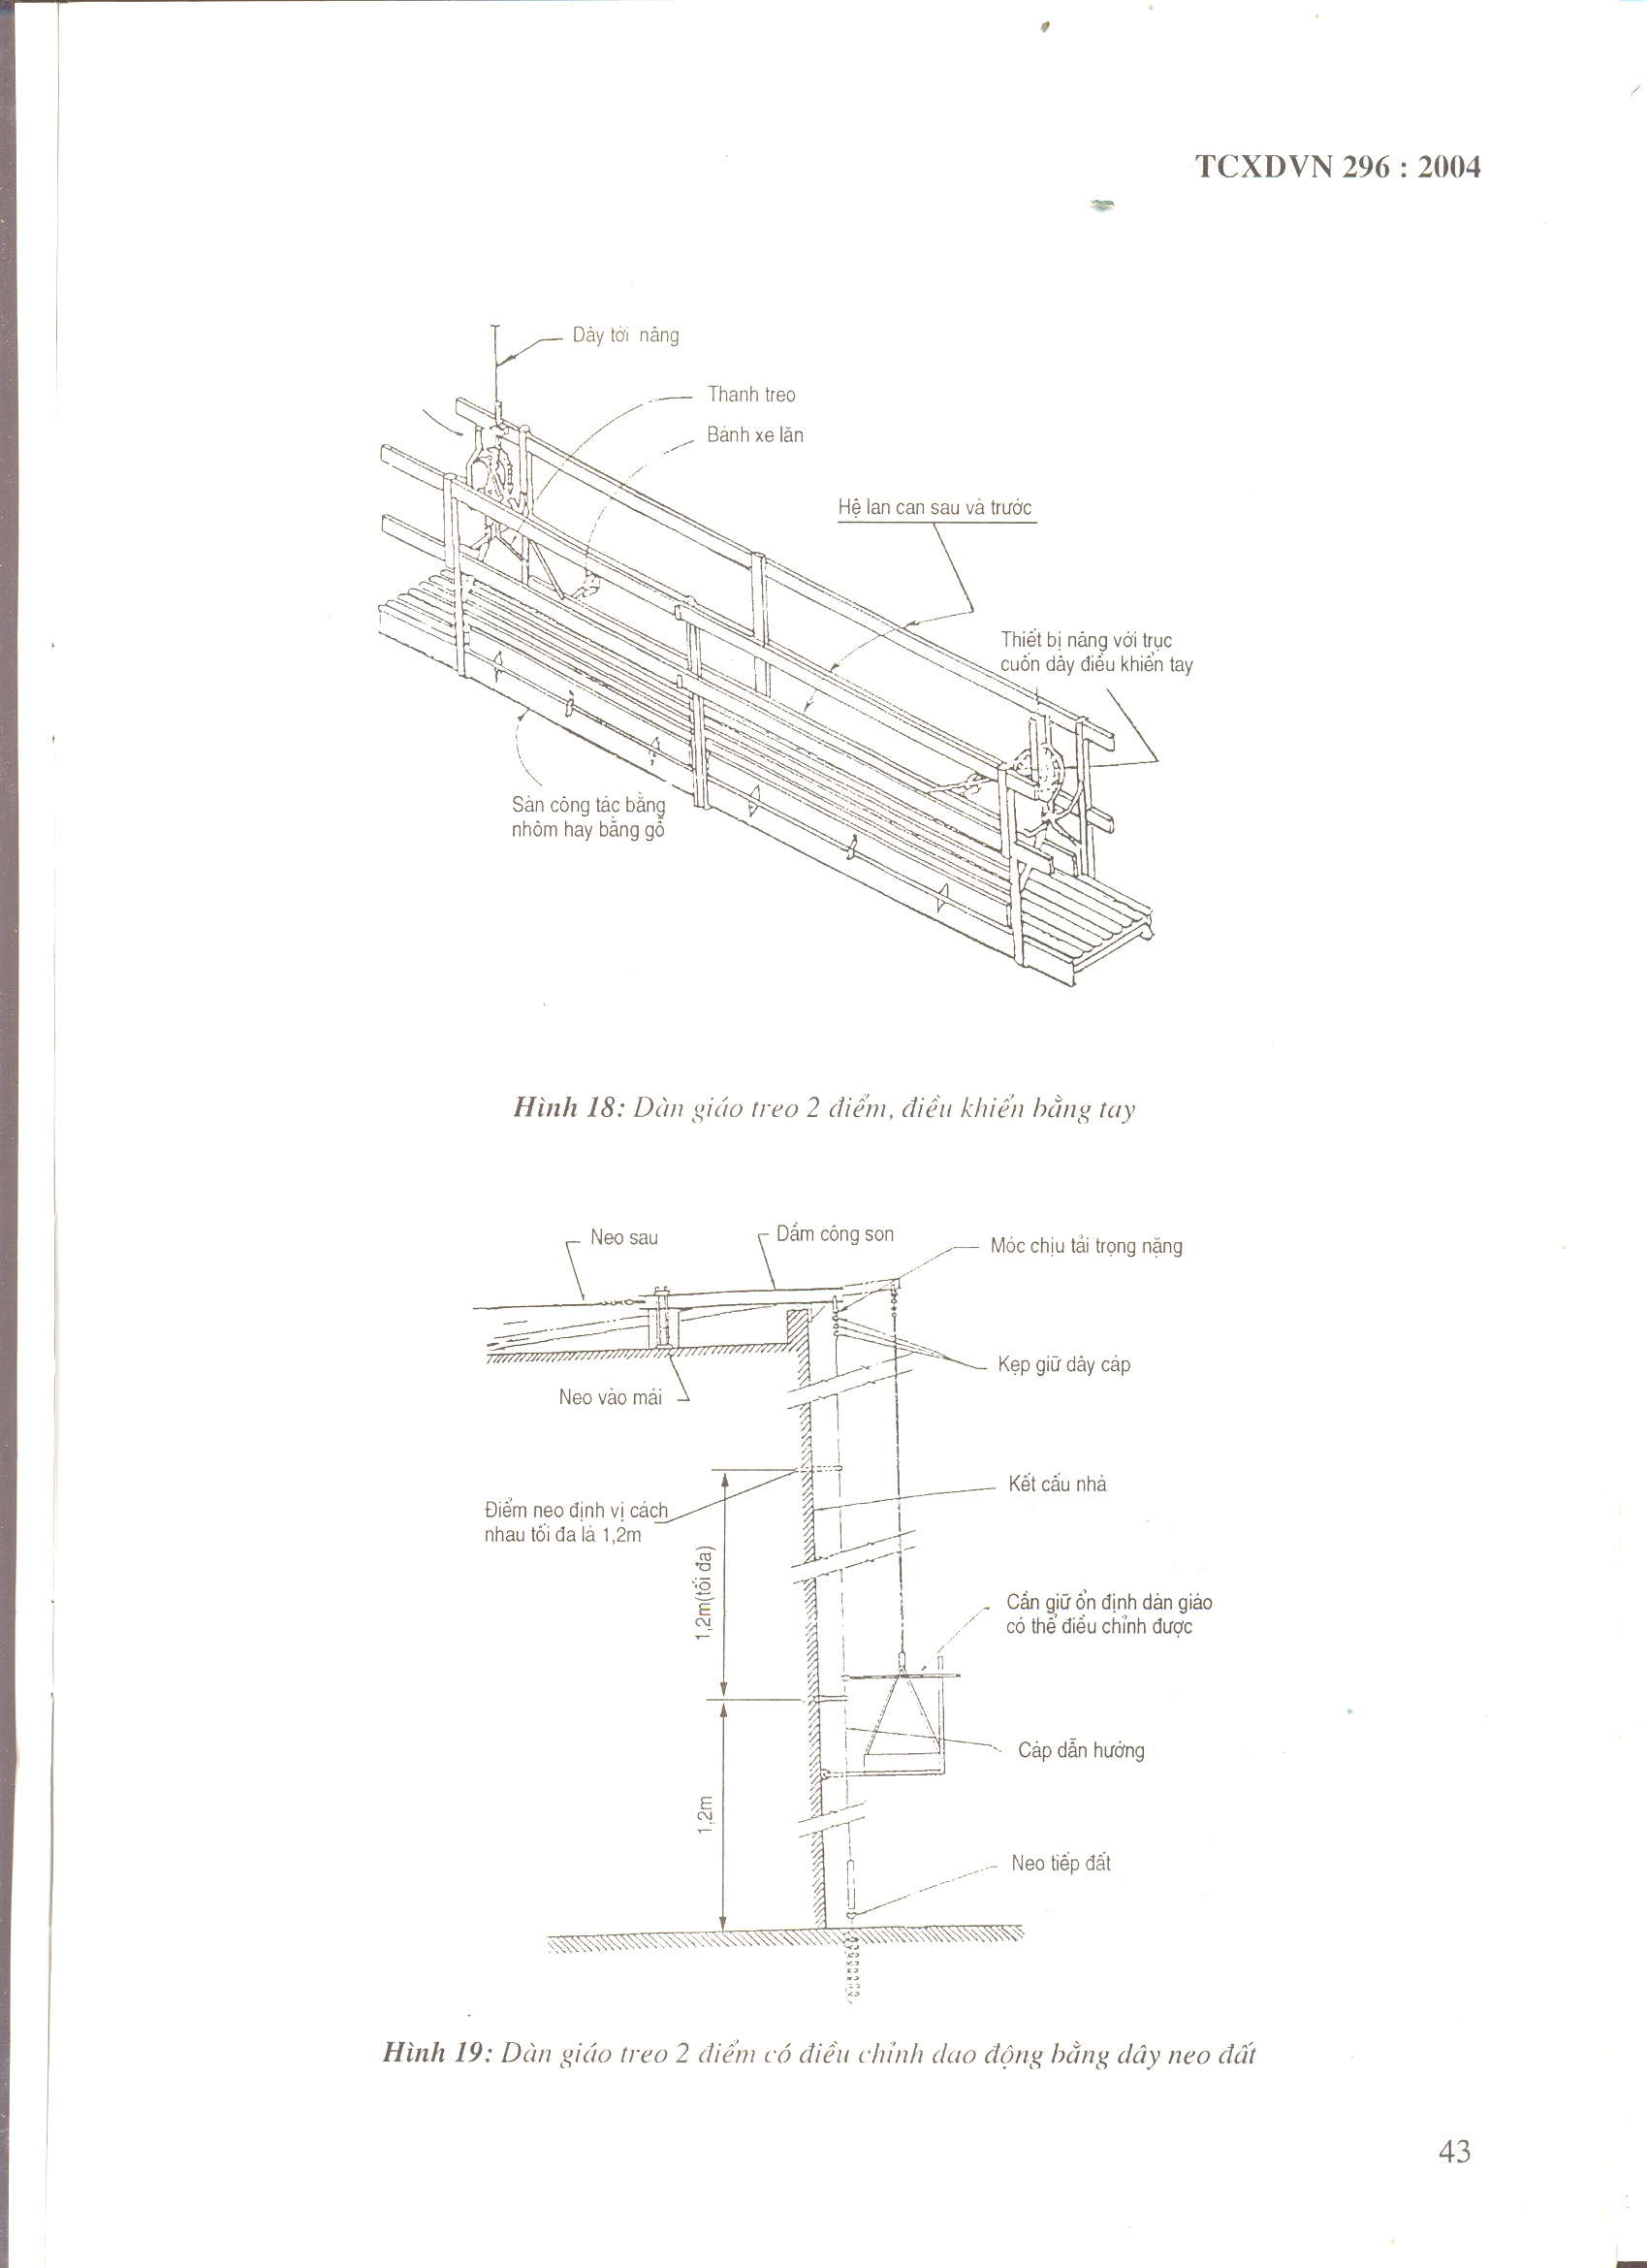 TCXDVN 296 : 2004
Dây tời nâng
Thanh treo
Bánh xe lăn
Hệ lan can sau và trước
Thiết bị nâng với trục
cuốn dây điều khiển tay
Sàn công tác bằng
nhôm hay bằng gỗ
Hình 18: Dàn giáo treo 2 điểm, điều khiển bằng tay
Neo sau
Dầm công son
Móc chịu tải trọng nặng
Kẹp giữ dây cáp
Neo vào mái
Kết cấu nhà
Điểm neo định vị cách
nhau tối đa là 1,2m
1,2m(tối đa)
Cần giữ ổn định dàn giáo
có thể điều chỉnh được
Cáp dẫn hướng
1,2m
Neo tiếp đất
Hình 19: Dàn giáo treo 2 điểm có điều chỉnh dao động bằng dây neo đất
43